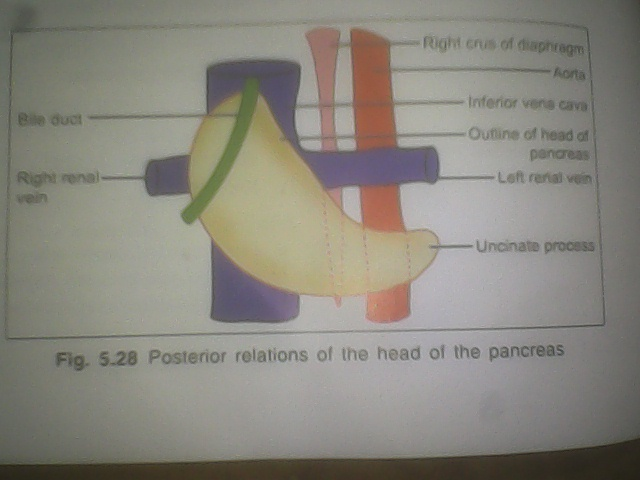 Right crus of diaphragm
Aorta
Inferior vena cava
Bile duct
Outline of head of
pancreas
Right renal
vein
Left renal vein
Uncinate process
Fig. 5.28 Posterior relations of the head of the pancreas